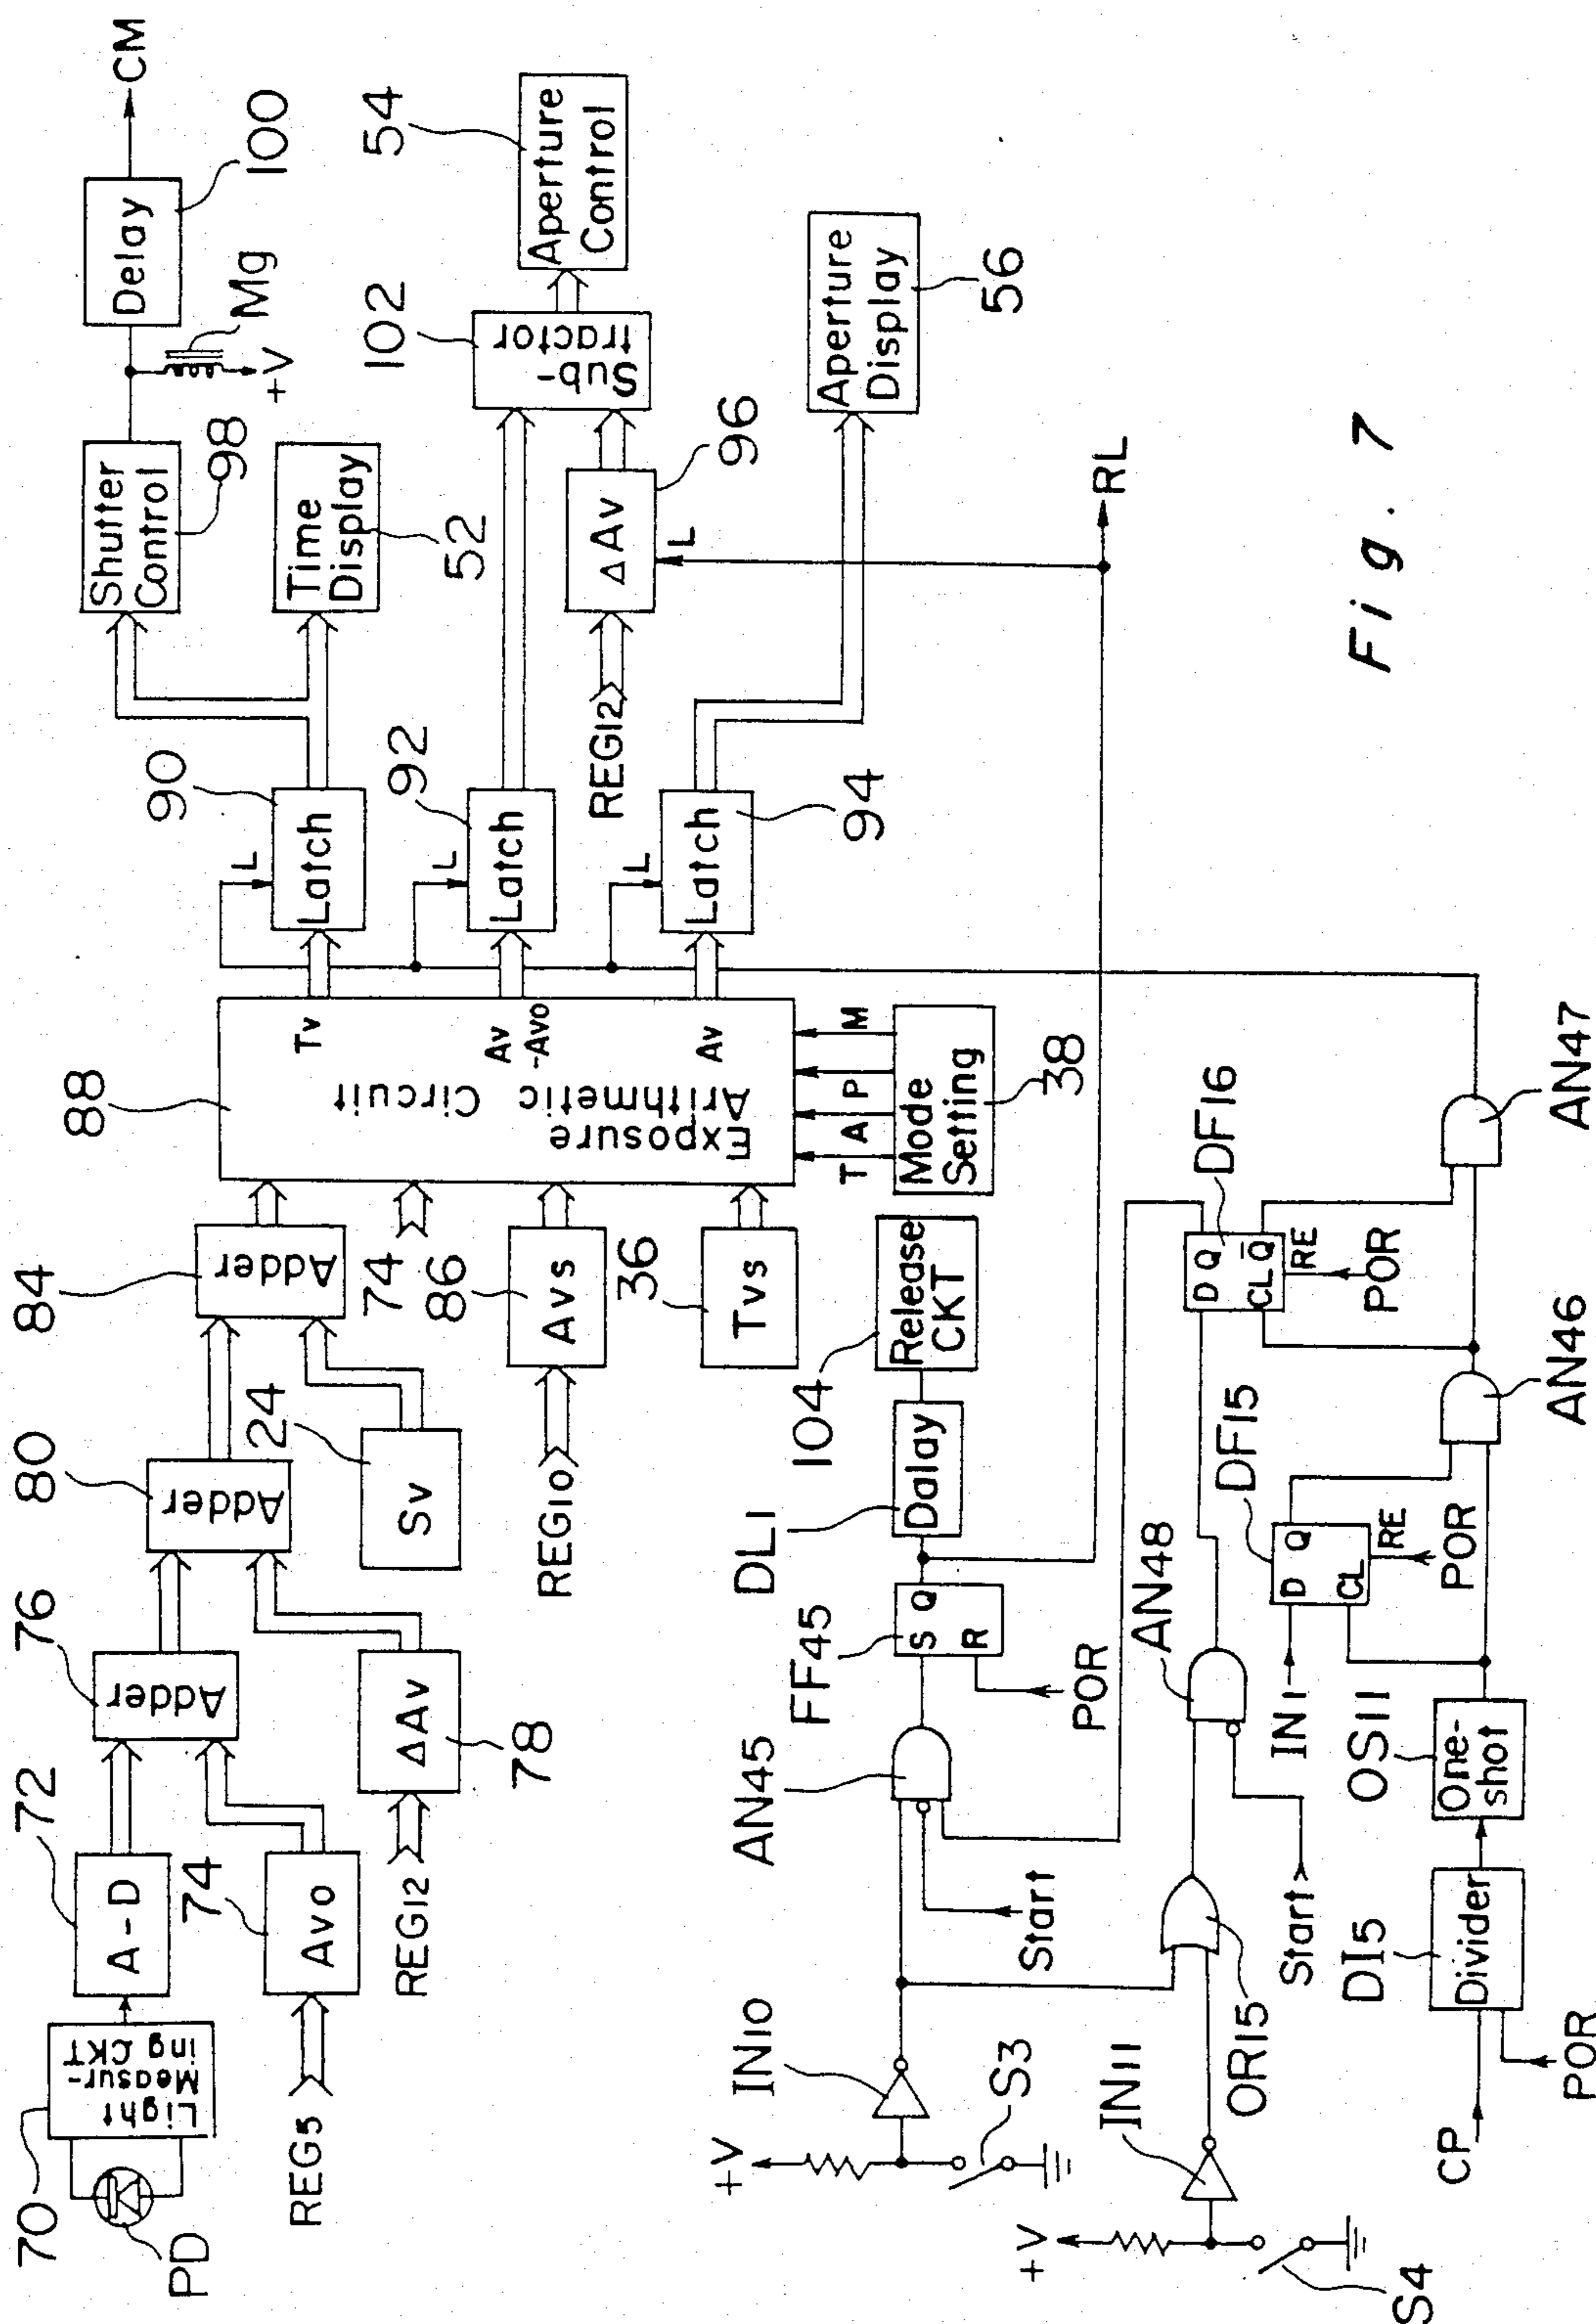 70
Light
Measur-
ing CKT
PD
72
A-D
76
Adder
80
Adder
84
Adder
88
Exposure
Arithmetic Circuit
Tv
Av
-Avo
Av
90
L
Latch
92
L
Latch
L
Latch
94
Shutter
Control
98
Delay
100
CM
Mg
+V
Time
Display
52
102
Sub-
tractor
54
Aperture
Control
REG12
ΔAv
96
L
Aperture
Display
56
RL
REG5
74
Avo
REG12
ΔAv
78
24
Sv
74
86
Avs
REG10
36
Tvs
T A P M
Mode
Setting
38
+V
IN10
S3
AN45
Start
FF45
S Q
R
POR
DL1
Dalay
104
Release
CKT
+V
IN11
S4
OR15
Start
AN48
DF16
D Q
CL Q̄
RE
POR
AN47
IN1
DF15
D Q
CL
RE
POR
AN46
CP
POR
DI5
Divider
OS11
One-
shot
Fig. 7